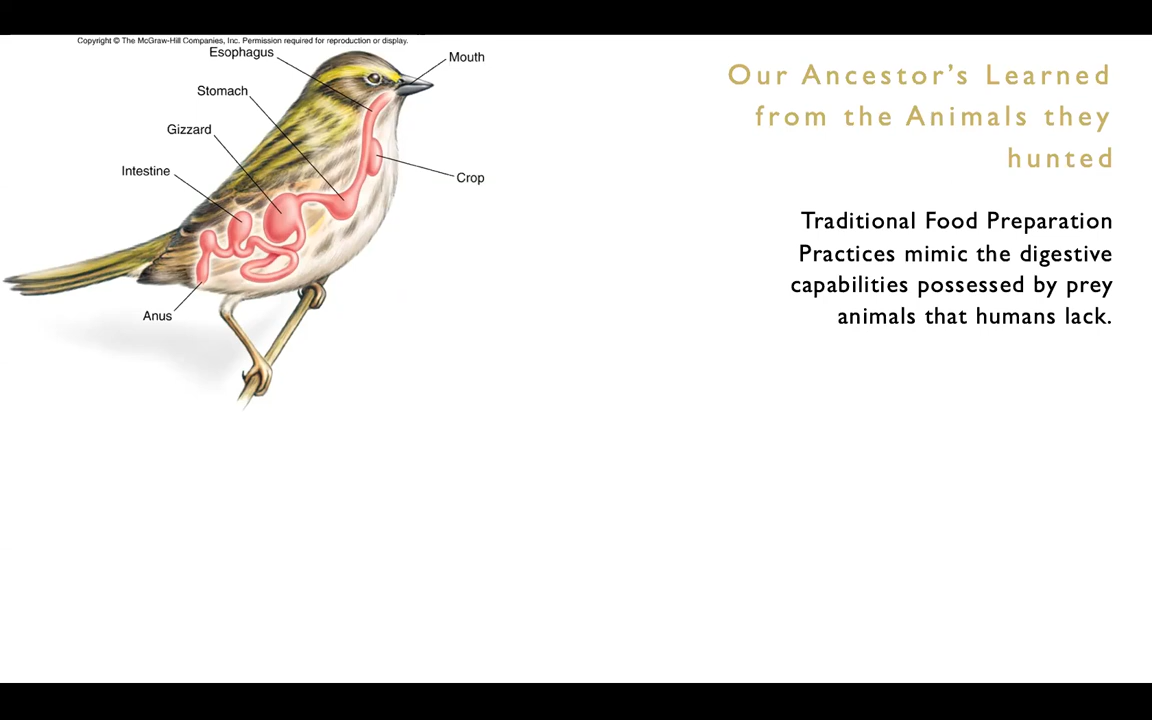 Copyright © The McGraw-Hill Companies, Inc. Permission required for reproduction or display.
Esophagus
Mouth
Stomach
Gizzard
Intestine
Crop
Anus
Our Ancestor’s Learned
from the Animals they
hunted
Traditional Food Preparation
Practices mimic the digestive
capabilities possessed by prey
animals that humans lack.